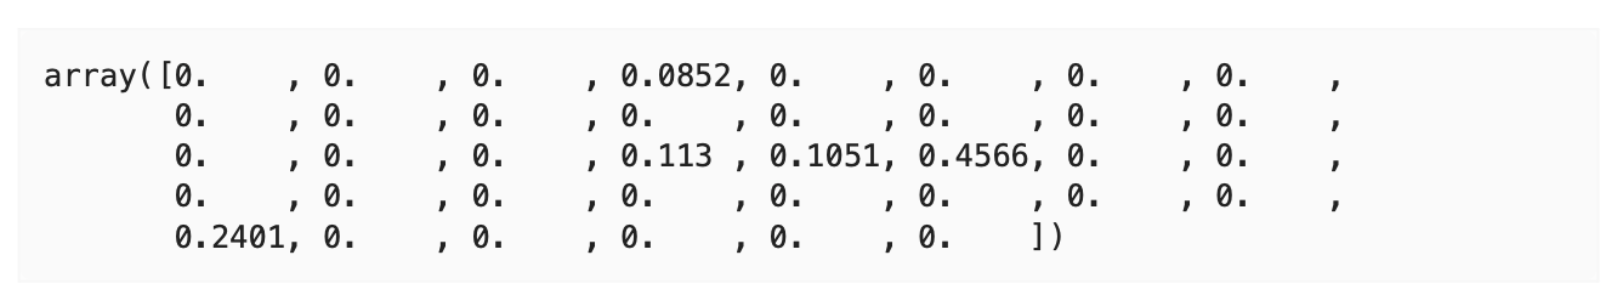 array([0.    , 0.    , 0.    , 0.0852, 0.    , 0.    , 0.    , 0.    ,
       0.    , 0.    , 0.    , 0.    , 0.    , 0.    , 0.    , 0.    ,
       0.    , 0.    , 0.    , 0.113 , 0.1051, 0.4566, 0.    , 0.    ,
       0.    , 0.    , 0.    , 0.    , 0.    , 0.    , 0.    , 0.    ,
       0.2401, 0.    , 0.    , 0.    , 0.    , 0.    ])